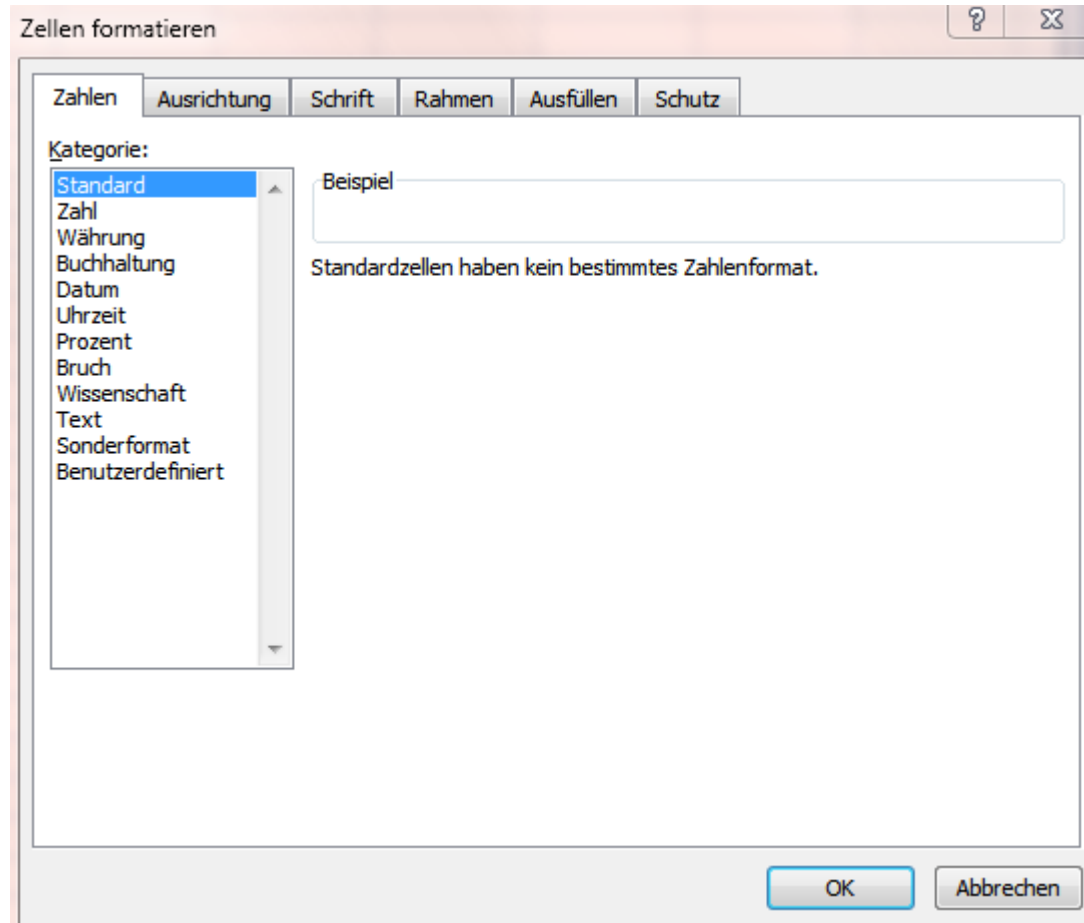 Zellen formatieren
Zahlen Ausrichtung Schrift Rahmen Ausfüllen Schutz
Kategorie:
Standard
Zahl
Währung
Buchhaltung
Datum
Uhrzeit
Prozent
Bruch
Wissenschaft
Text
Sonderformat
Benutzerdefiniert
Beispiel
Standardzellen haben kein bestimmtes Zahlenformat.
OK Abbrechen